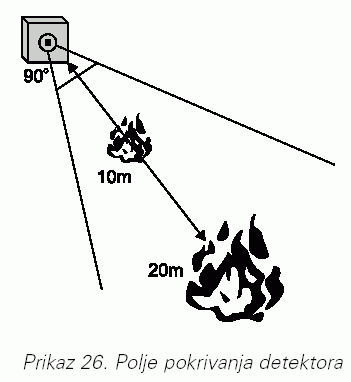 90°
10m
20m
Prikaz 26. Polje pokrivanja detektora